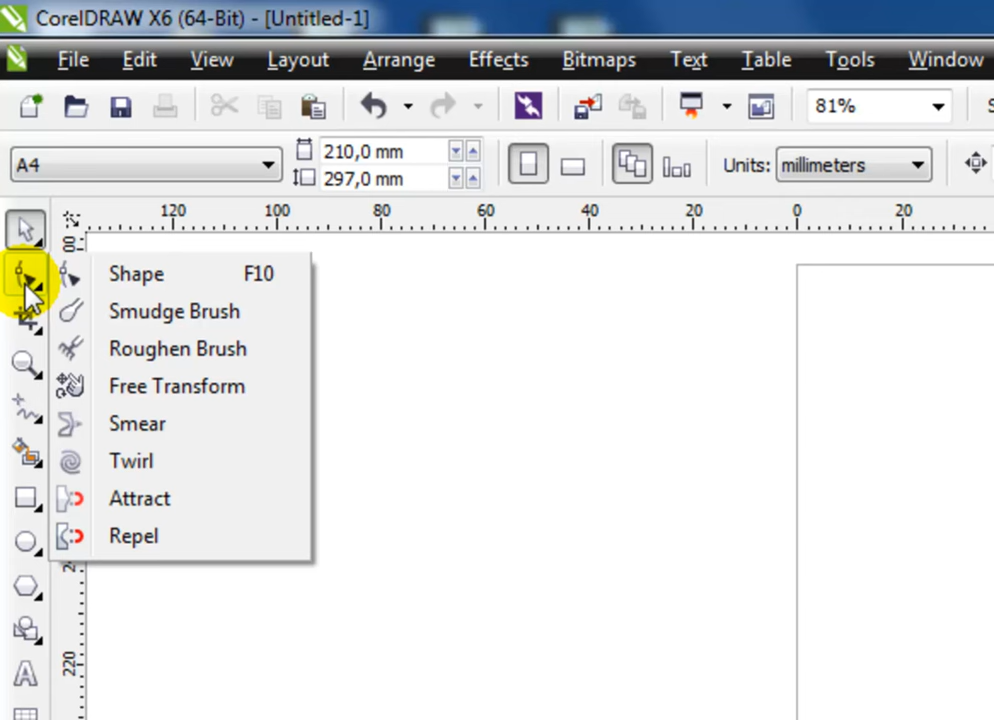 CorelDRAW X6 (64-Bit) - [Untitled-1]
File Edit View Layout Arrange Effects Bitmaps Text Table Tools Window
81%
A4 210,0 mm 297,0 mm Units: millimeters
120 100 80 60 40 20 0 20
Shape F10
Smudge Brush
Roughen Brush
Free Transform
Smear
Twirl
Attract
Repel
220